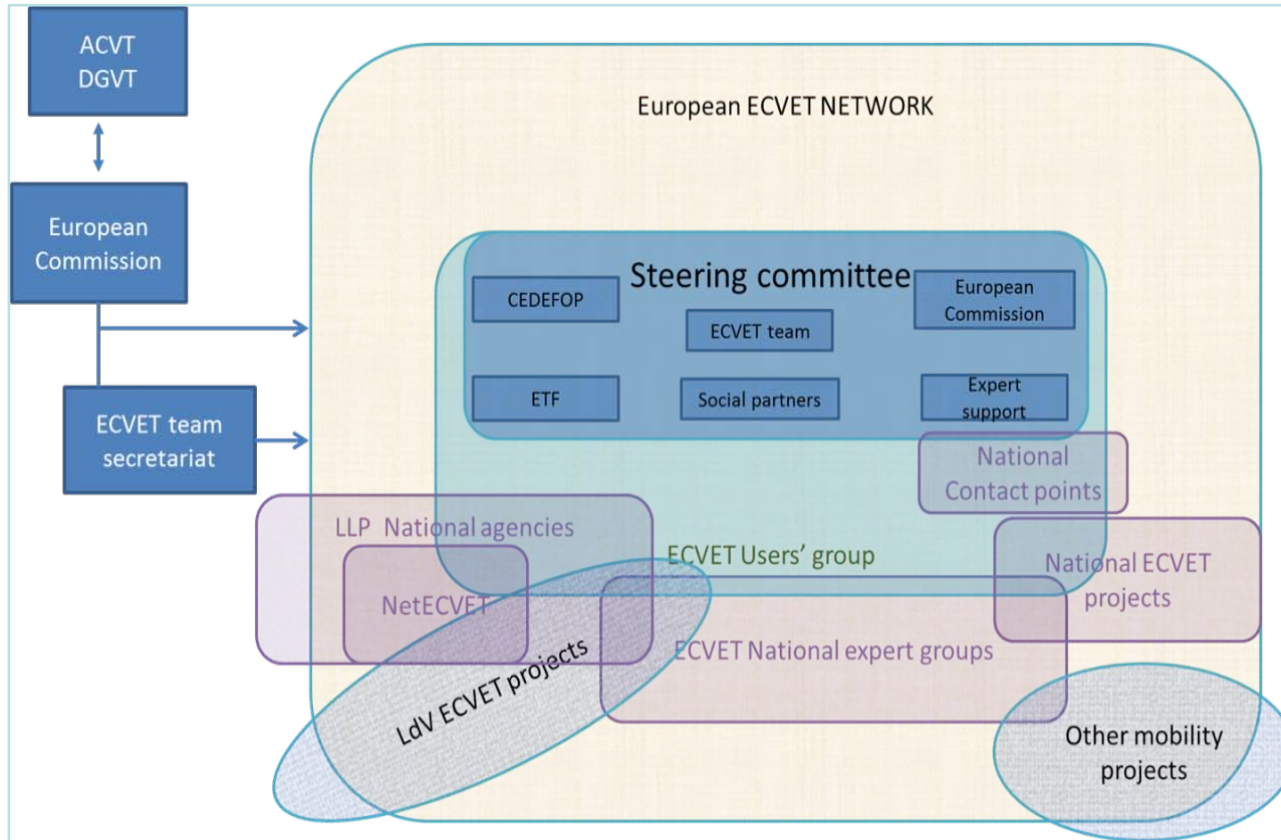 ACVT
DGVT
European ECVET NETWORK
European
Commission
Steering committee
CEDEFOP
European
Commission
ECVET team
ETF
Social partners
Expert
support
ECVET team
secretariat
National
Contact points
LLP National agencies
ECVET Users' group
National ECVET
projects
NetECVET
ECVET National expert groups
LdV ECVET projects
Other mobility
projects